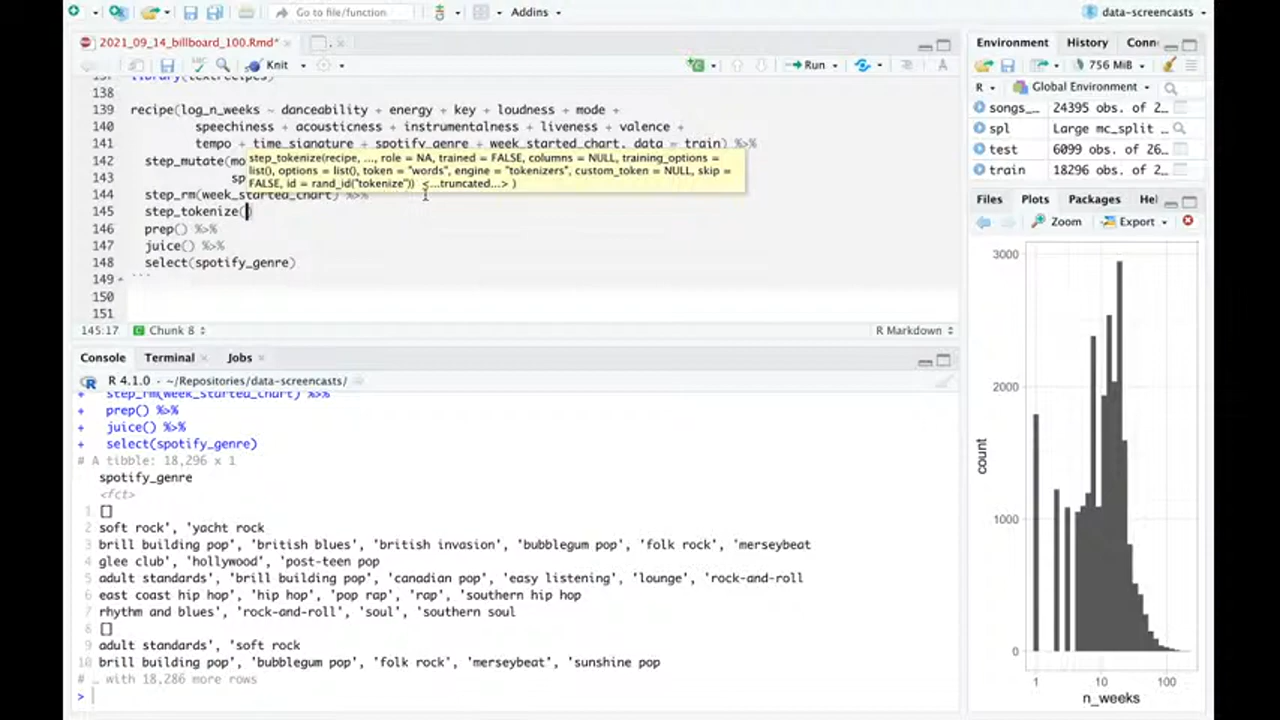 Go to file/function
Addins
data-screencasts
2021_09_14_billboard_100.Rmd*
Knit
Run
138
139 recipe(log_n_weeks ~ danceability + energy + key + loudness + mode +
140 speechiness + acousticness + instrumentalness + liveness + valence +
141 tempo + time_signature + spotify_genre + week_started_chart, data = train) %>%
142 step_mutate(mo
step_tokenize(recipe, ..., role = NA, trained = FALSE, columns = NULL, training_options =
list(), options = list(), token = "words", engine = "tokenizers", custom_token = NULL, skip =
FALSE, id = rand_id("tokenize")) <...truncated...> )
143 sp
144 step_rm(week_started_chart) %>%
145 step_tokenize()
146 prep() %>%
147 juice() %>%
148 select(spotify_genre)
149 ```
150
151
145:17 Chunk 8 R Markdown
Console Terminal Jobs
R 4.1.0 · ~/Repositories/data-screencasts/
+ step_rm(week_started_chart) %>%
+ prep() %>%
+ juice() %>%
+ select(spotify_genre)
# A tibble: 18,296 x 1
spotify_genre
<fct>
1 []
2 soft rock', 'yacht rock
3 brill building pop', 'british blues', 'british invasion', 'bubblegum pop', 'folk rock', 'merseybeat
4 glee club', 'hollywood', 'post-teen pop
5 adult standards', 'brill building pop', 'canadian pop', 'easy listening', 'lounge', 'rock-and-roll
6 east coast hip hop', 'hip hop', 'pop rap', 'rap', 'southern hip hop
7 rhythm and blues', 'rock-and-roll', 'soul', 'southern soul
8 []
9 adult standards', 'soft rock
10 brill building pop', 'bubblegum pop', 'folk rock', 'merseybeat', 'sunshine pop
# … with 18,286 more rows
>
Environment History Conn
756 MiB
R Global Environment
songs_… 24395 obs. of 2…
spl Large mc_split
test 6099 obs. of 26…
train 18296 obs. of 2…
Files Plots Packages Hel
Zoom Export
3000
2000
1000
0
count
1 10 100
n_weeks